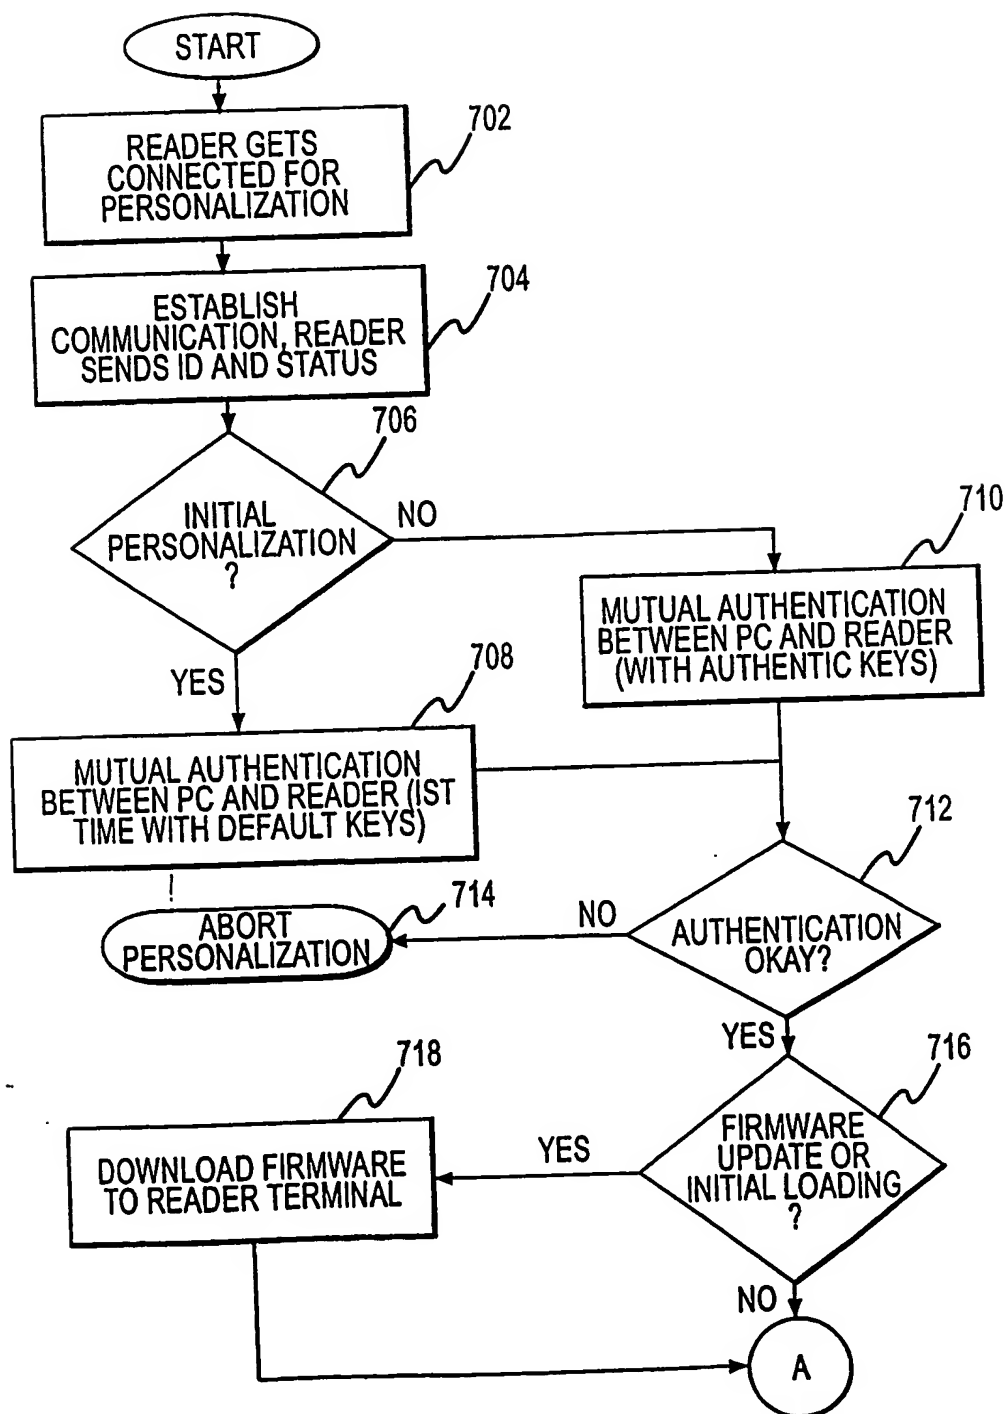 START
702
READER GETS
CONNECTED FOR
PERSONALIZATION
704
ESTABLISH
COMMUNICATION, READER
SENDS ID AND STATUS
706
INITIAL
PERSONALIZATION
?
NO
710
MUTUAL AUTHENTICATION
BETWEEN PC AND READER
(WITH AUTHENTIC KEYS)
YES
708
MUTUAL AUTHENTICATION
BETWEEN PC AND READER (IST
TIME WITH DEFAULT KEYS)
712
AUTHENTICATION
OKAY?
NO
714
ABORT
PERSONALIZATION
YES
716
FIRMWARE
UPDATE OR
INITIAL LOADING
?
YES
718
DOWNLOAD FIRMWARE
TO READER TERMINAL
NO
A